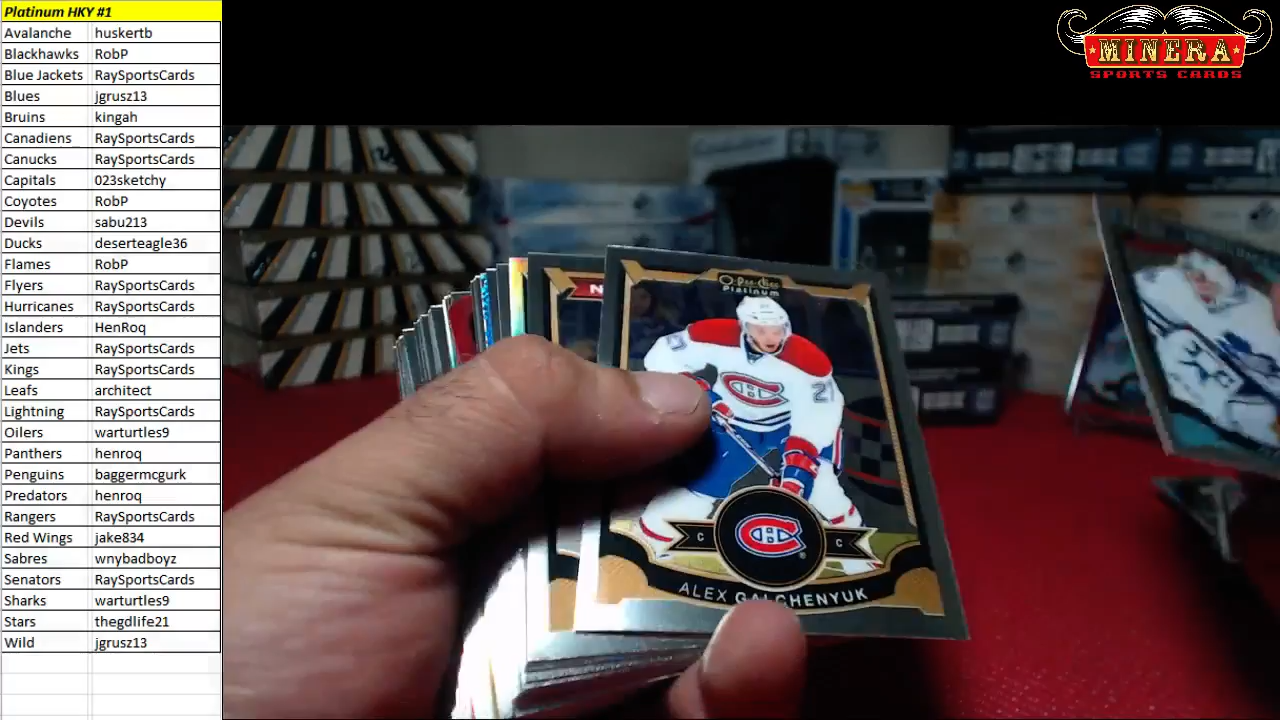 Platinum HKY #1
Avalanche huskertb
Blackhawks RobP
Blue Jackets RaySportsCards
Blues jgrusz13
Bruins kingah
Canadiens RaySportsCards
Canucks RaySportsCards
Capitals 023sketchy
Coyotes RobP
Devils sabu213
Ducks deserteagle36
Flames RobP
Flyers RaySportsCards
Hurricanes RaySportsCards
Islanders HenRoq
Jets RaySportsCards
Kings RaySportsCards
Leafs architect
Lightning RaySportsCards
Oilers warturtles9
Panthers henroq
Penguins baggermcgurk
Predators henroq
Rangers RaySportsCards
Red Wings jake834
Sabres wnybadboyz
Senators RaySportsCards
Sharks warturtles9
Stars thegdlife21
Wild jgrusz13
MINERA
SPORTS CARDS
O-Pee-Chee
Platinum
27
C C
ALEX GALCHENYUK